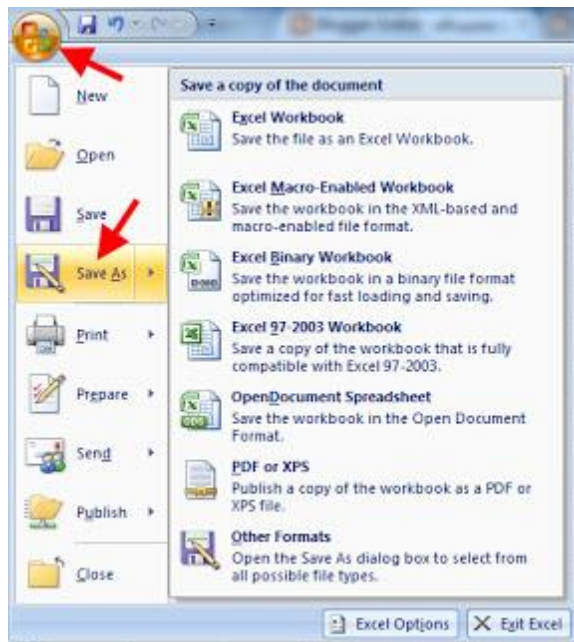 New
Open
Save
Save As
Print
Prepare
Send
Publish
Close
Save a copy of the document
Excel Workbook
Save the file as an Excel Workbook.
Excel Macro-Enabled Workbook
Save the workbook in the XML-based and
macro-enabled file format.
Excel Binary Workbook
Save the workbook in a binary file format
optimized for fast loading and saving.
Excel 97-2003 Workbook
Save a copy of the workbook that is fully
compatible with Excel 97-2003.
OpenDocument Spreadsheet
Save the workbook in the Open Document
Format.
PDF or XPS
Publish a copy of the workbook as a PDF or
XPS file.
Other Formats
Open the Save As dialog box to select from
all possible file types.
Excel Options
Exit Excel